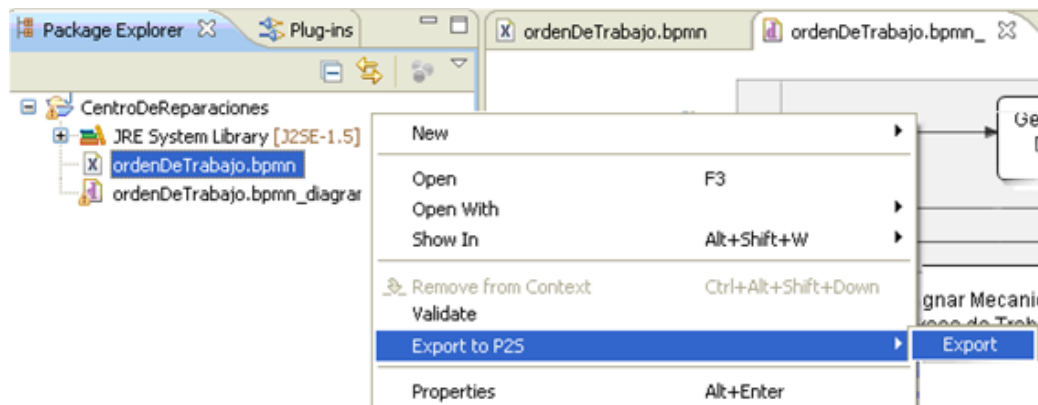 Package Explorer Plug-ins
ordenDeTrabajo.bpmn ordenDeTrabajo.bpmn_
CentroDeReparaciones
JRE System Library [J2SE-1.5]
ordenDeTrabajo.bpmn
ordenDeTrabajo.bpmn_diagrar
New
Open F3
Open With
Show In Alt+Shift+W
Remove from Context Ctrl+Alt+Shift+Down
Validate
Export to P2S
Export
Properties Alt+Enter
Ge
gnar Mecani